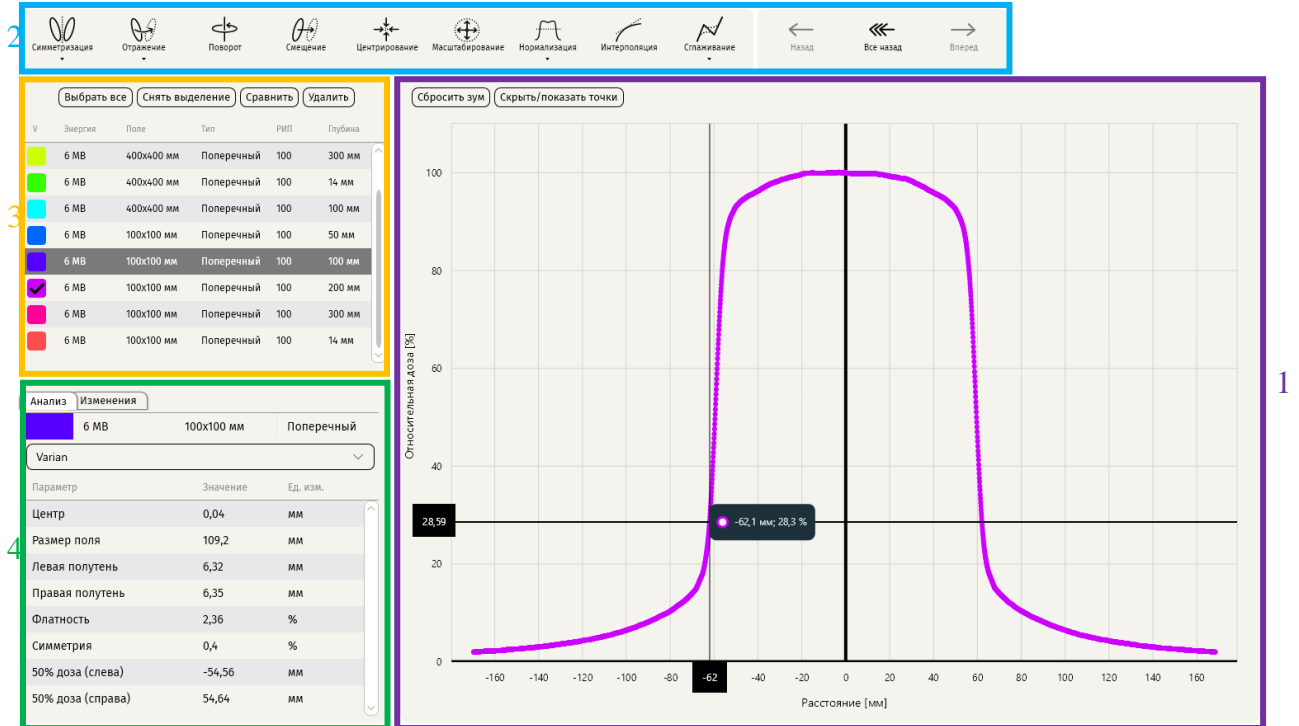 2
Симметризация Отражение Поворот Смещение Центрирование Масштабирование Нормализация Интерполяция Сглаживание Назад Все назад Вперед
3
Выбрать все Снять выделение Сравнить Удалить
V Энергия Поле Тип РИП Глубина
6 МВ 400x400 мм Поперечный 100 300 мм
6 МВ 400x400 мм Поперечный 100 14 мм
6 МВ 400x400 мм Поперечный 100 100 мм
6 МВ 100x100 мм Поперечный 100 50 мм
6 МВ 100x100 мм Поперечный 100 100 мм
6 МВ 100x100 мм Поперечный 100 200 мм
6 МВ 100x100 мм Поперечный 100 300 мм
6 МВ 100x100 мм Поперечный 100 14 мм
4
Анализ Изменения
6 МВ 100x100 мм Поперечный
Varian
Параметр Значение Ед. изм.
Центр 0,04 мм
Размер поля 109,2 мм
Левая полутень 6,32 мм
Правая полутень 6,35 мм
Флатность 2,36 %
Симметрия 0,4 %
50% доза (слева) -54,56 мм
50% доза (справа) 54,64 мм
1
Сбросить зум Скрыть/показать точки
Относительная доза [%]
100
80
60
40
28,59
-62,1 мм; 28,3 %
20
0
-160 -140 -120 -100 -80 -62 -40 -20 0 20 40 60 80 100 120 140 160
Расстояние [мм]